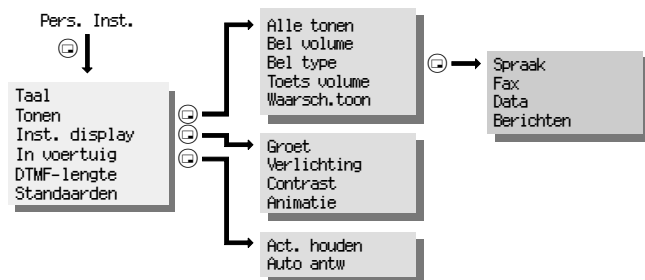 Pers. Inst.
Taal
Tonen
Inst. display
In voertuig
DTMF-lengte
Standaarden
Alle tonen
Bel volume
Bel type
Toets volume
Waarsch.toon
Spraak
Fax
Data
Berichten
Groet
Verlichting
Contrast
Animatie
Act. houden
Auto antw